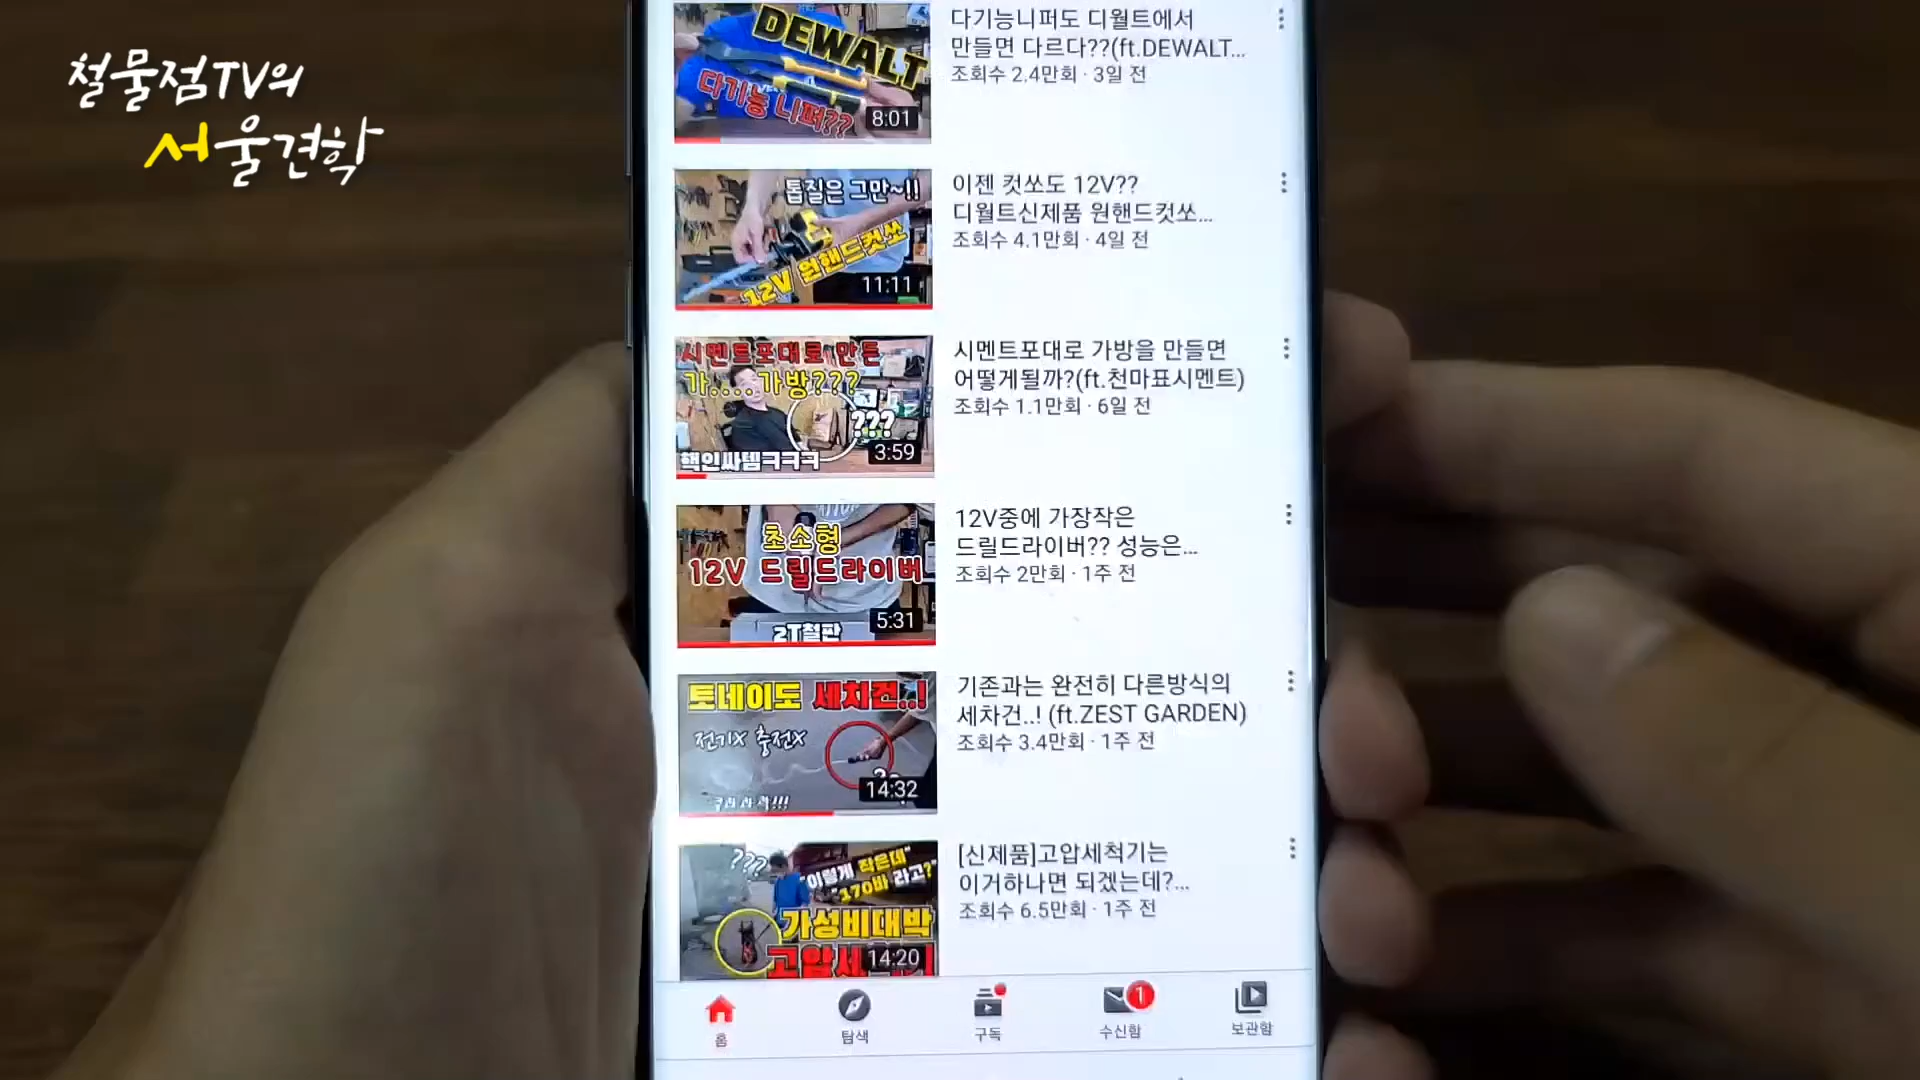 철물점TV의
서울견학
DEWALT
다기능 니퍼??
8:01
다기능니퍼도 디월트에서
만들면 다르다??(ft.DEWALT...
조회수 2.4만회 · 3일 전
톱질은 그만~!!
12V 원핸드컷쏘
11:11
이젠 컷쏘도 12V??
디월트신제품 원핸드컷쏘...
조회수 4.1만회 · 4일 전
시멘트포대로 만든
가....가방???
???
핵인싸템ㅋㅋㅋ
3:59
시멘트포대로 가방을 만들면
어떻게될까?(ft.천마표시멘트)
조회수 1.1만회 · 6일 전
초소형
12V 드릴드라이버
2T철판
5:31
12V중에 가장작은
드릴드라이버?? 성능은...
조회수 2만회 · 1주 전
토네이도 세차건..!
전기X 충전X
14:32
기존과는 완전히 다른방식의
세차건..! (ft.ZEST GARDEN)
조회수 3.4만회 · 1주 전
???
"이렇게 작은데"
"170바 라고?"
가성비대박
고압세척기
14:20
[신제품]고압세척기는
이거하나면 되겠는데?...
조회수 6.5만회 · 1주 전
홈
탐색
구독
1
수신함
보관함